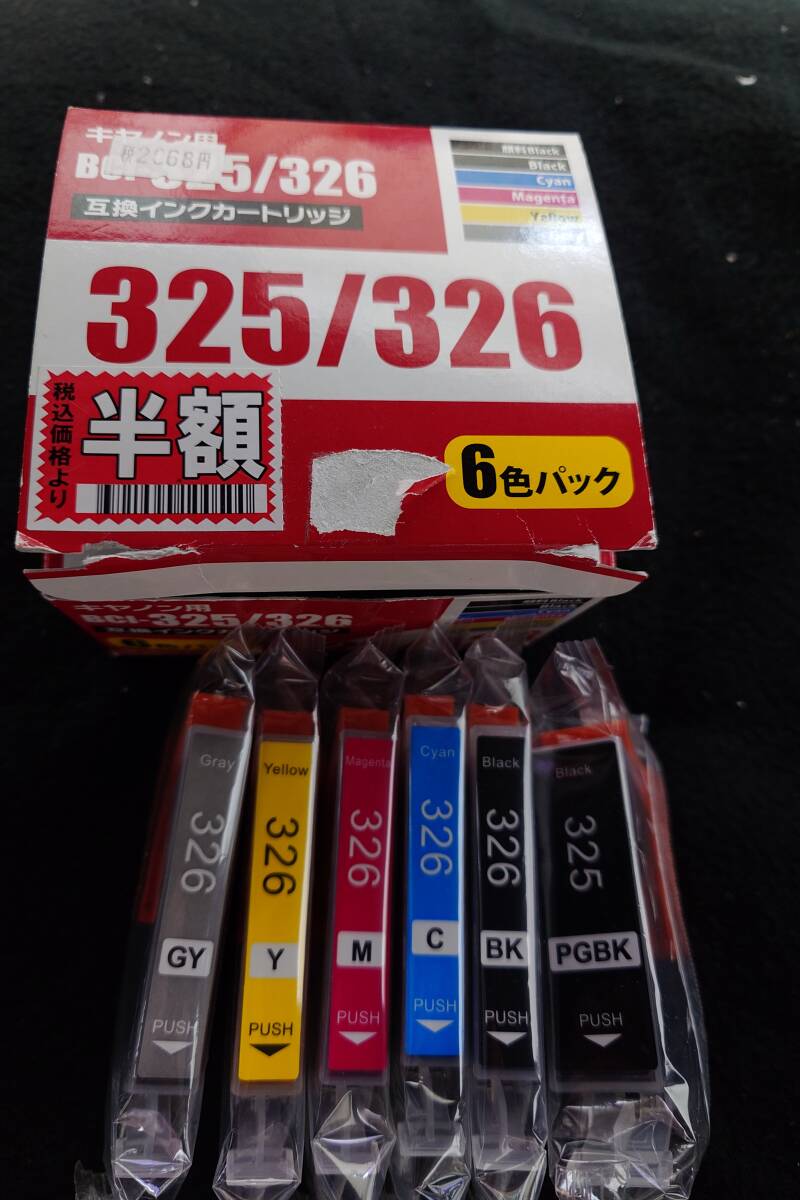 キヤノン用
税2068円
BCI-325/326
互換インクカートリッジ
顔料Black
Black
Cyan
Magenta
Yellow
325/326
税込価格より
半額
6色パック
キヤノン用
BCI-325/326
Gray
326
GY
PUSH
Yellow
326
Y
PUSH
Magenta
326
M
PUSH
Cyan
326
C
PUSH
Black
326
BK
PUSH
Black
325
PGBK
PUSH